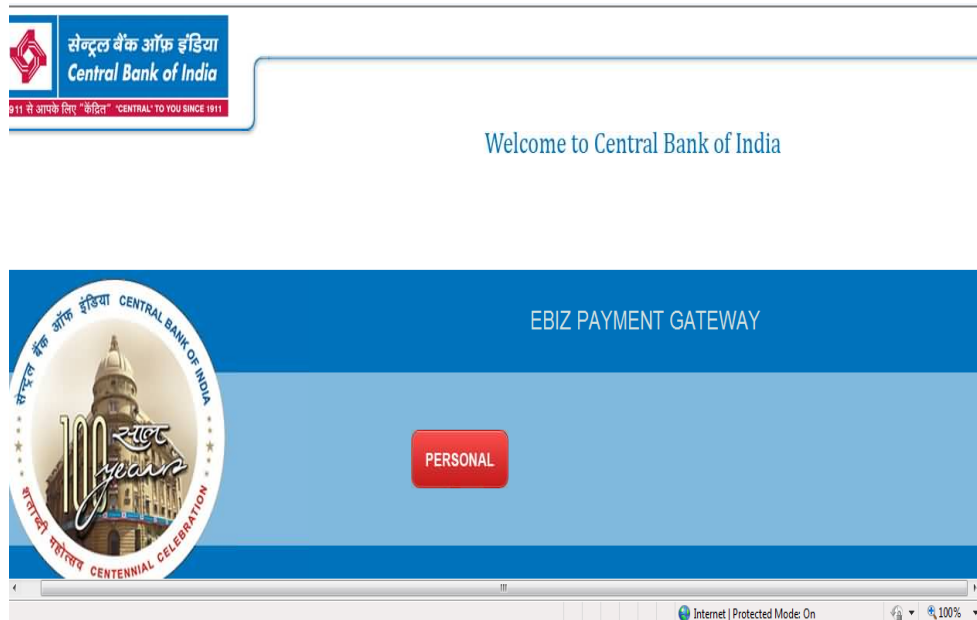 सेन्ट्रल बैंक ऑफ़ इंडिया
Central Bank of India
911 से आपके लिए "केंद्रित" "CENTRAL" TO YOU SINCE 1911
Welcome to Central Bank of India
EBIZ PAYMENT GATEWAY
सेन्ट्रल बैंक ऑफ इंडिया CENTRAL BANK OF INDIA
100 साल
years
शताब्दी महोत्सव CENTENNIAL CELEBRATION
PERSONAL
Internet | Protected Mode: On
100%